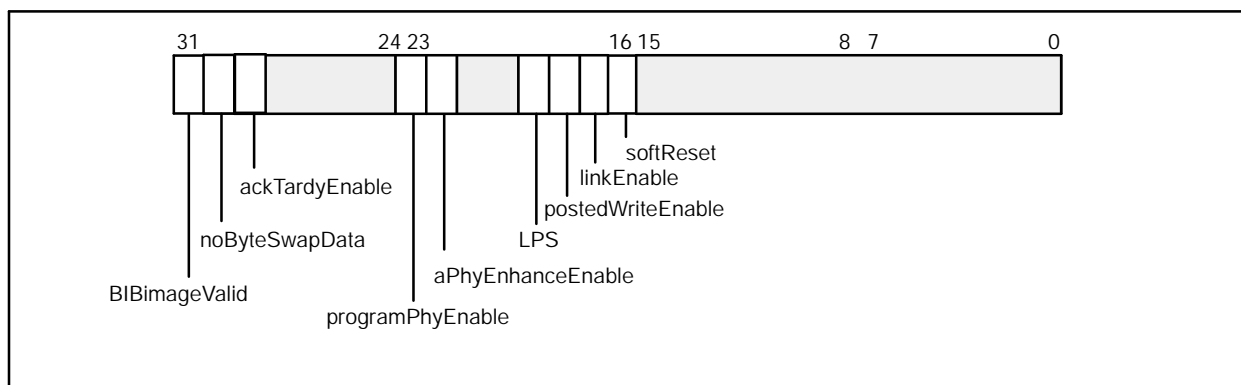 31 24 23 16 15 8 7 0
softReset
linkEnable
ackTardyEnable
postedWriteEnable
noByteSwapData LPS
aPhyEnhanceEnable
BIBimageValid
programPhyEnable